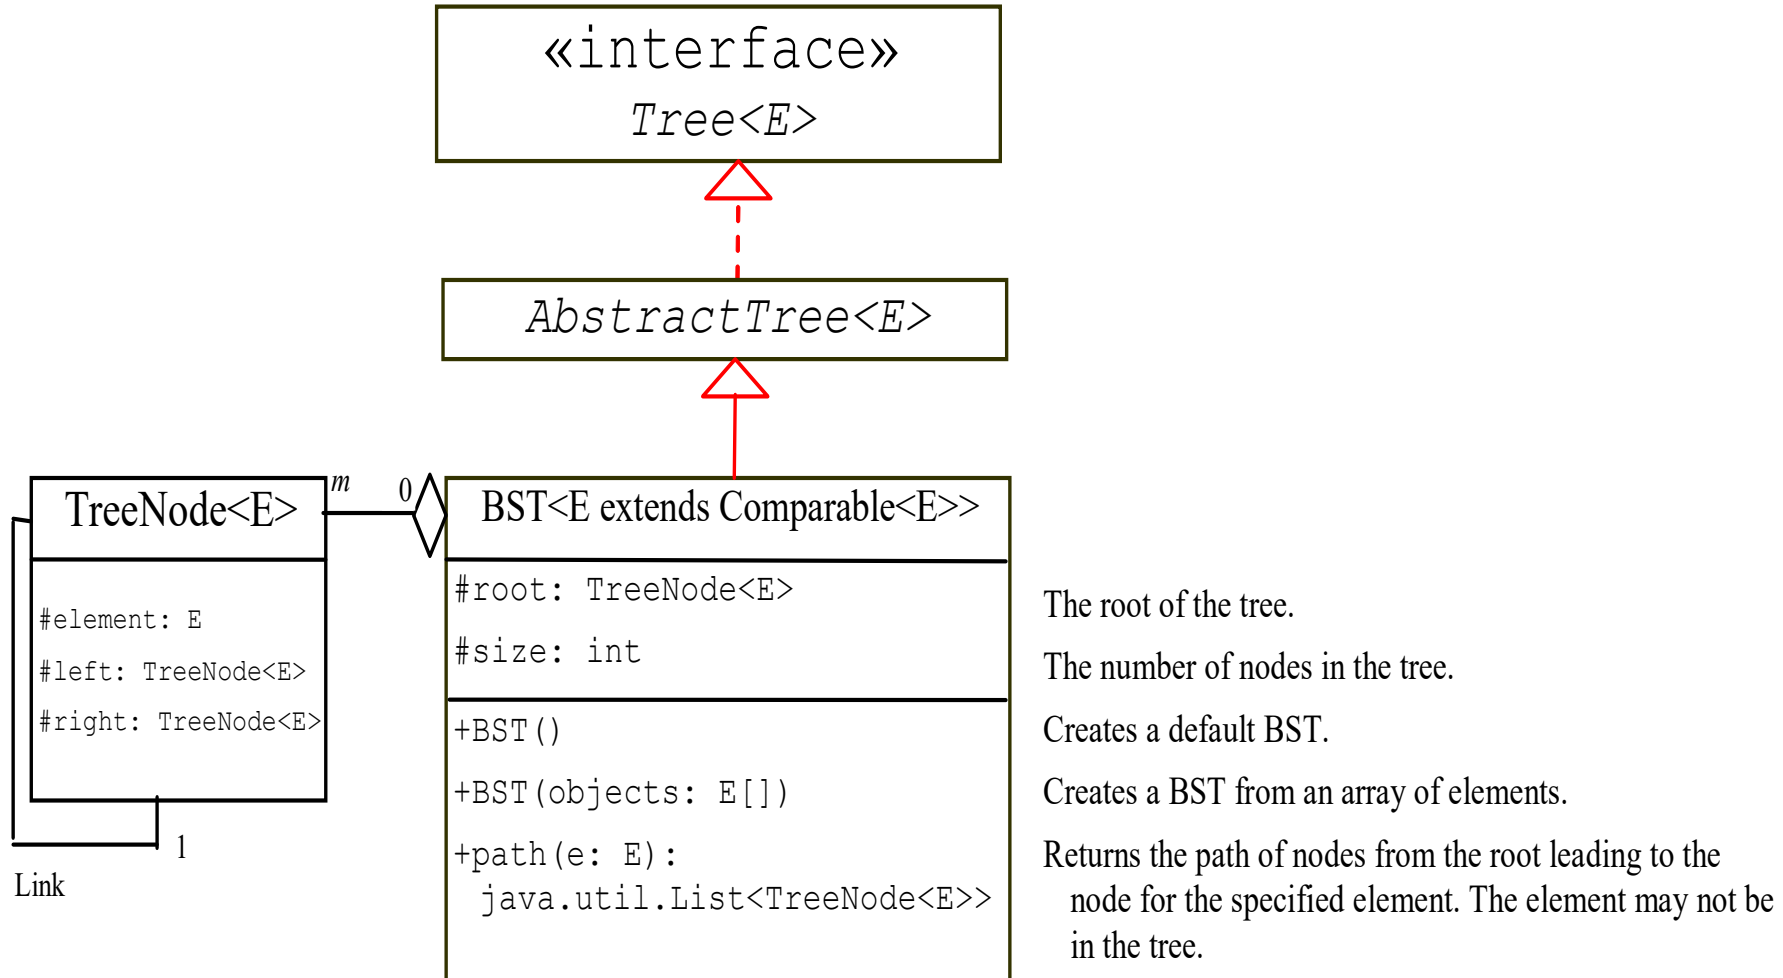 «interface»
Tree<E>
AbstractTree<E>
m
0
TreeNode<E>
#element: E
#left: TreeNode<E>
#right: TreeNode<E>
1
Link
BST<E extends Comparable<E>>
#root: TreeNode<E>
#size: int
+BST()
+BST(objects: E[])
+path(e: E):
java.util.List<TreeNode<E>>
The root of the tree.
The number of nodes in the tree.
Creates a default BST.
Creates a BST from an array of elements.
Returns the path of nodes from the root leading to the
node for the specified element. The element may not be
in the tree.